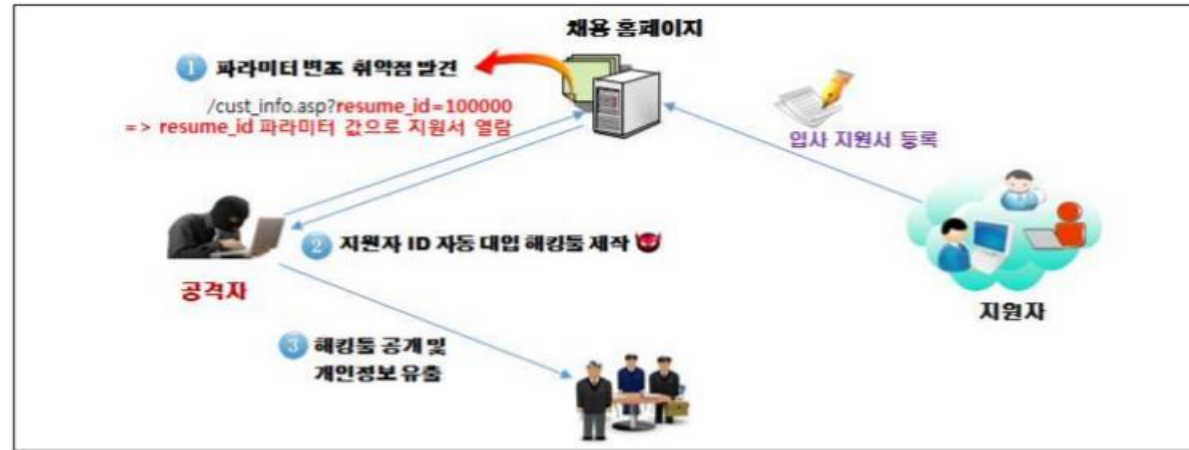 채용 홈페이지
1 파라미터 변조 취약점 발견
/cust_info.asp?resume_id=100000
=> resume_id 파라미터 값으로 지원서 열람
입사 지원서 등록
2 지원자 ID 자동 대입 해킹툴 제작
공격자
지원자
3 해킹툴 공개 및
개인정보 유출